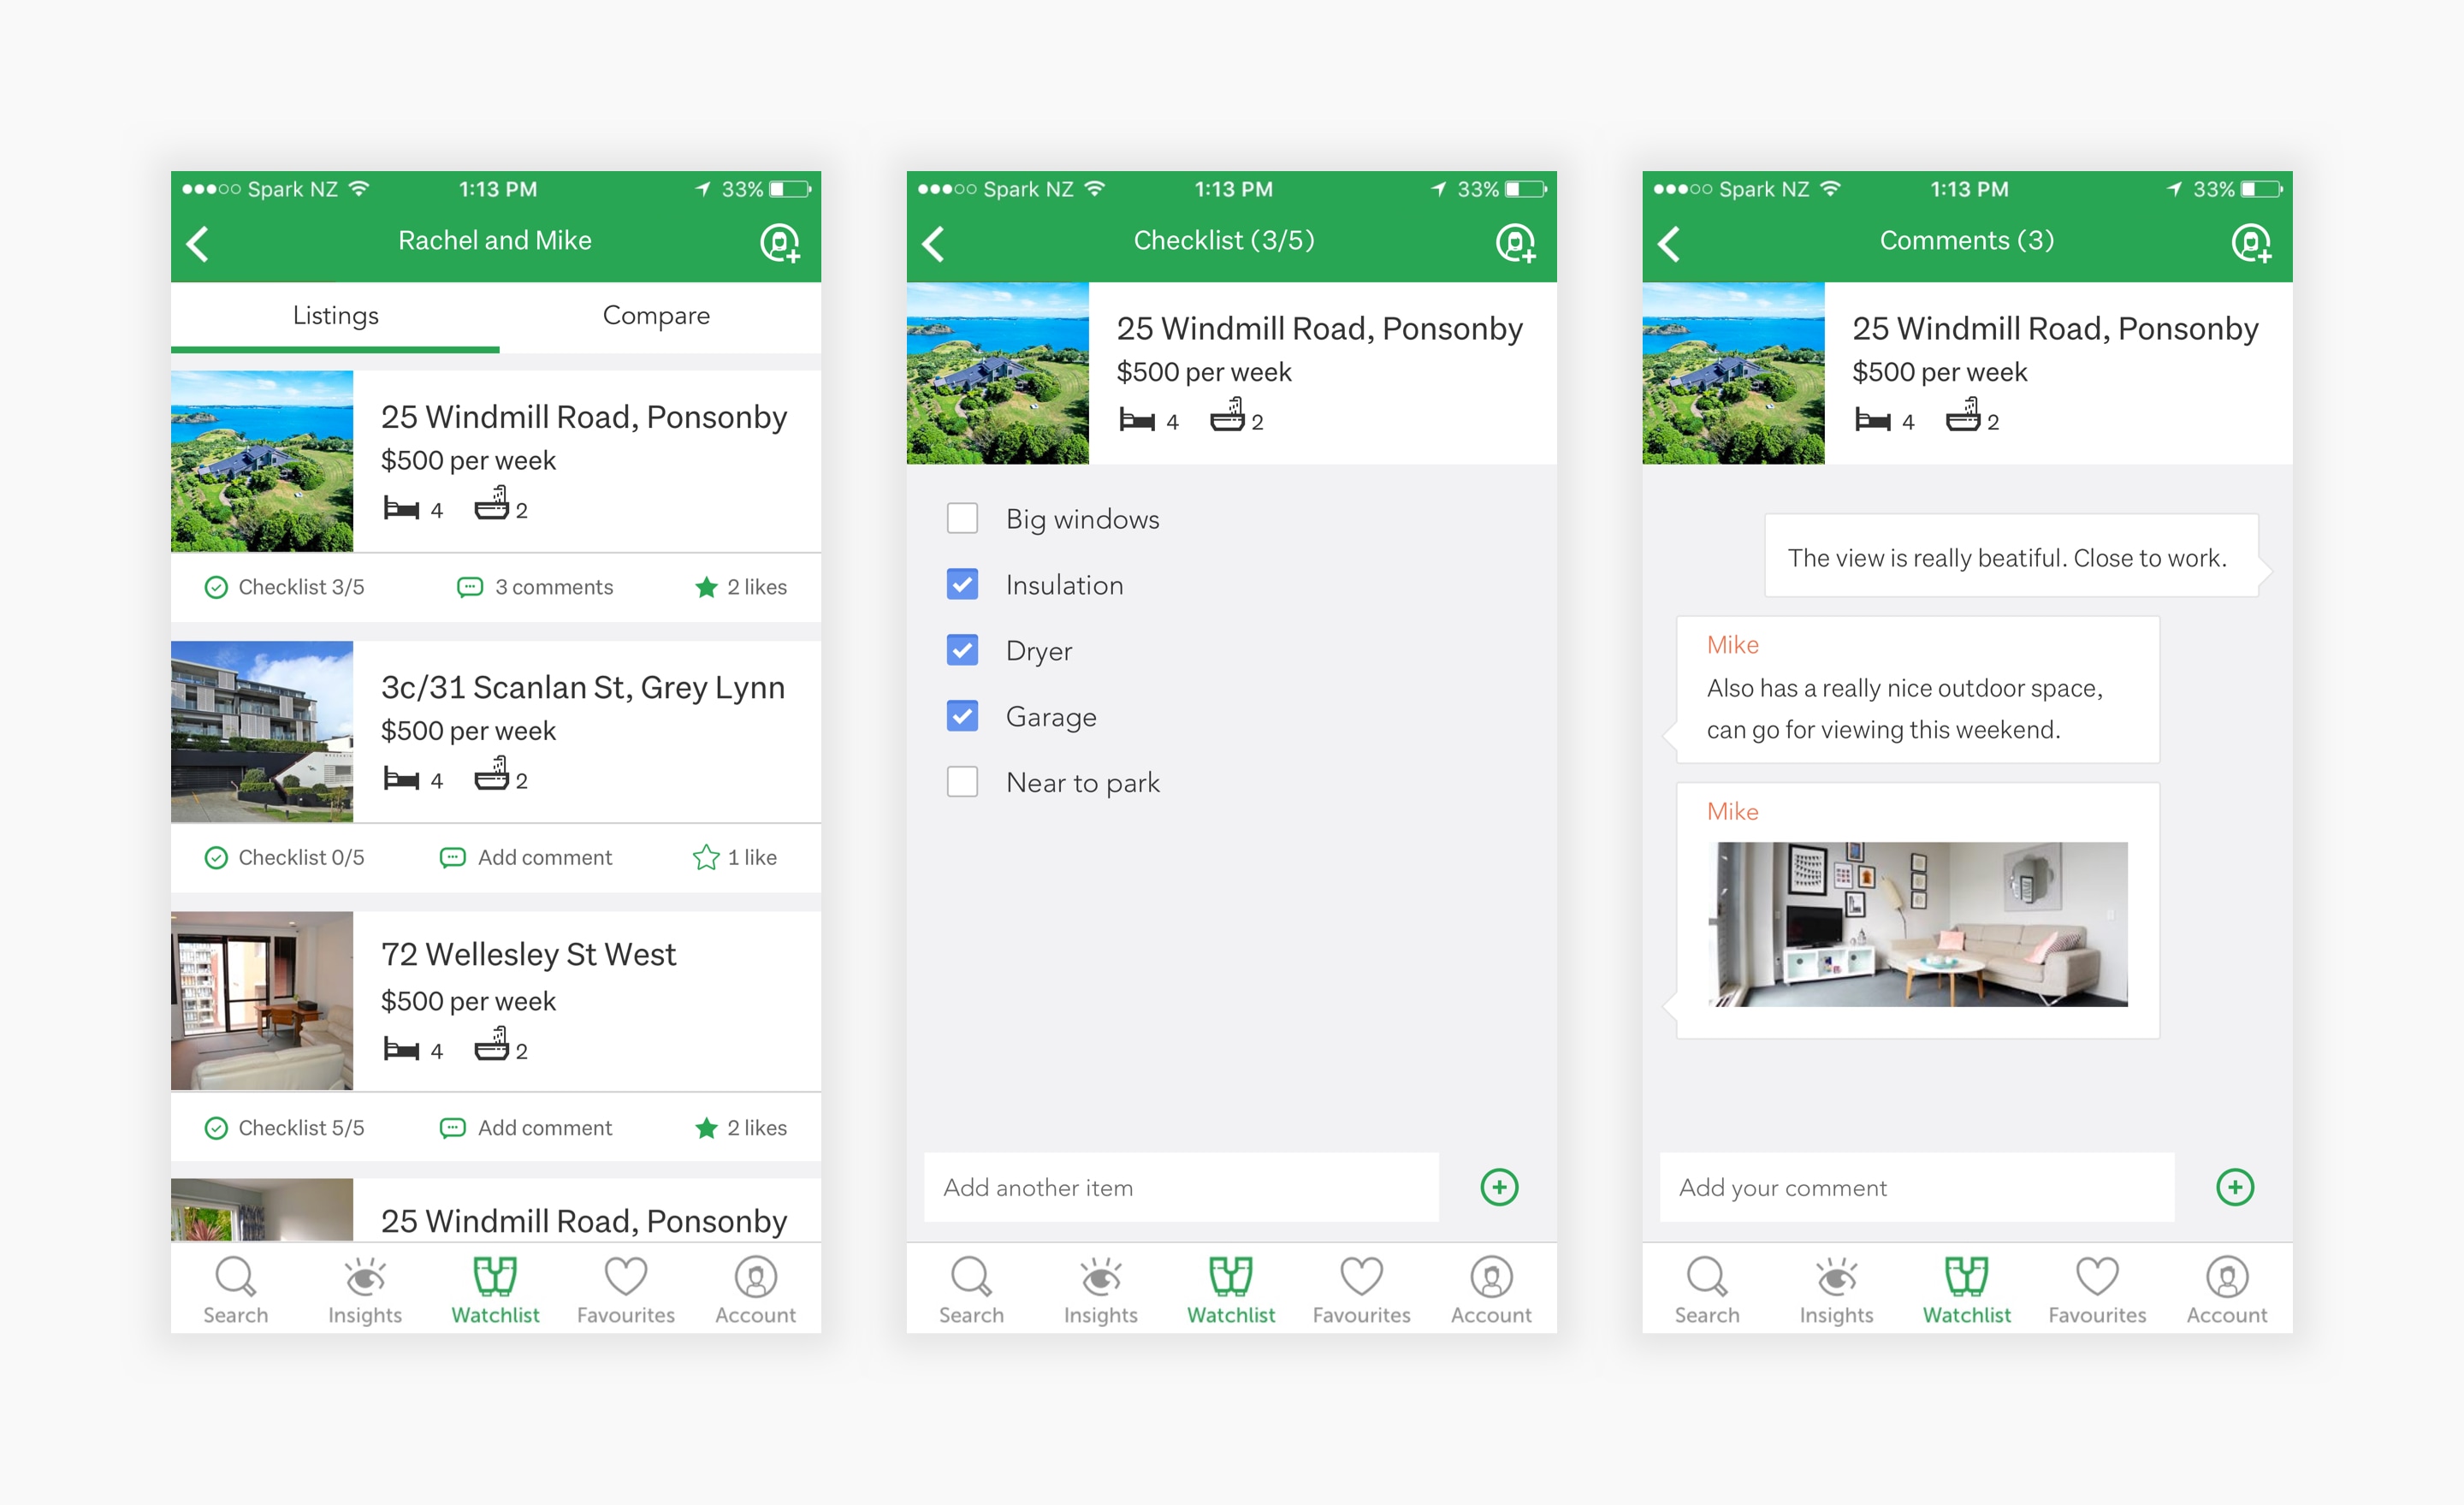 Spark NZ 1:13 PM 33%
Rachel and Mike
Listings Compare
25 Windmill Road, Ponsonby
$500 per week
4 2
Checklist 3/5 3 comments 2 likes
3c/31 Scanlan St, Grey Lynn
$500 per week
4 2
Checklist 0/5 Add comment 1 like
72 Wellesley St West
$500 per week
4 2
Checklist 5/5 Add comment 2 likes
25 Windmill Road, Ponsonby
Search Insights Watchlist Favourites Account
Spark NZ 1:13 PM 33%
Checklist (3/5)
25 Windmill Road, Ponsonby
$500 per week
4 2
Big windows
Insulation
Dryer
Garage
Near to park
Add another item
Search Insights Watchlist Favourites Account
Spark NZ 1:13 PM 33%
Comments (3)
25 Windmill Road, Ponsonby
$500 per week
4 2
The view is really beatiful. Close to work.
Mike
Also has a really nice outdoor space,
can go for viewing this weekend.
Mike
Add your comment
Search Insights Watchlist Favourites Account